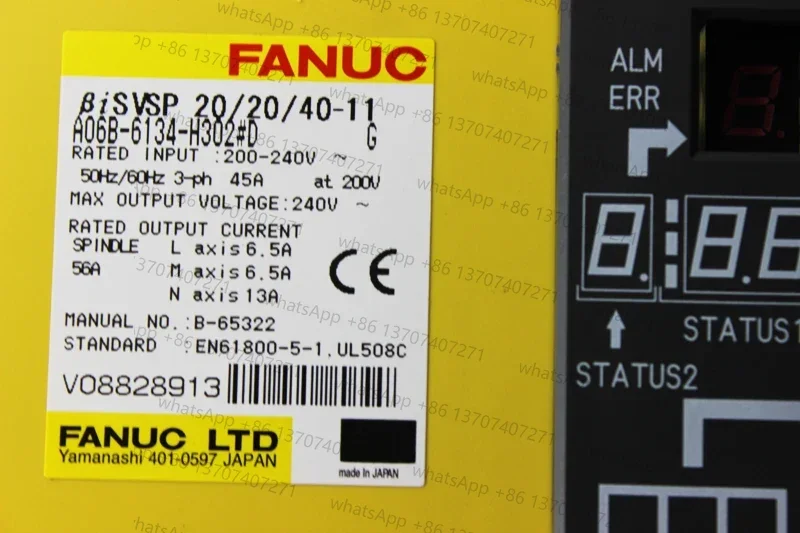 FANUC
βiSVSP 20/20/40-11
A06B-6134-H302#D G
RATED INPUT :200-240V ~
50Hz/60Hz 3-ph 45A at 200V
MAX OUTPUT VOLTAGE:240V ~
RATED OUTPUT CURRENT
SPINDLE L axis 6.5A
56A M axis 6.5A
N axis 13A
CE
MANUAL NO.:B-65322
STANDARD :EN61800-5-1,UL508C
V08828913
FANUC LTD
Yamanashi 401-0597 JAPAN
made in JAPAN
ALM
ERR
8. 8.8
STATUS1
STATUS2
whatsApp +86 13707407271